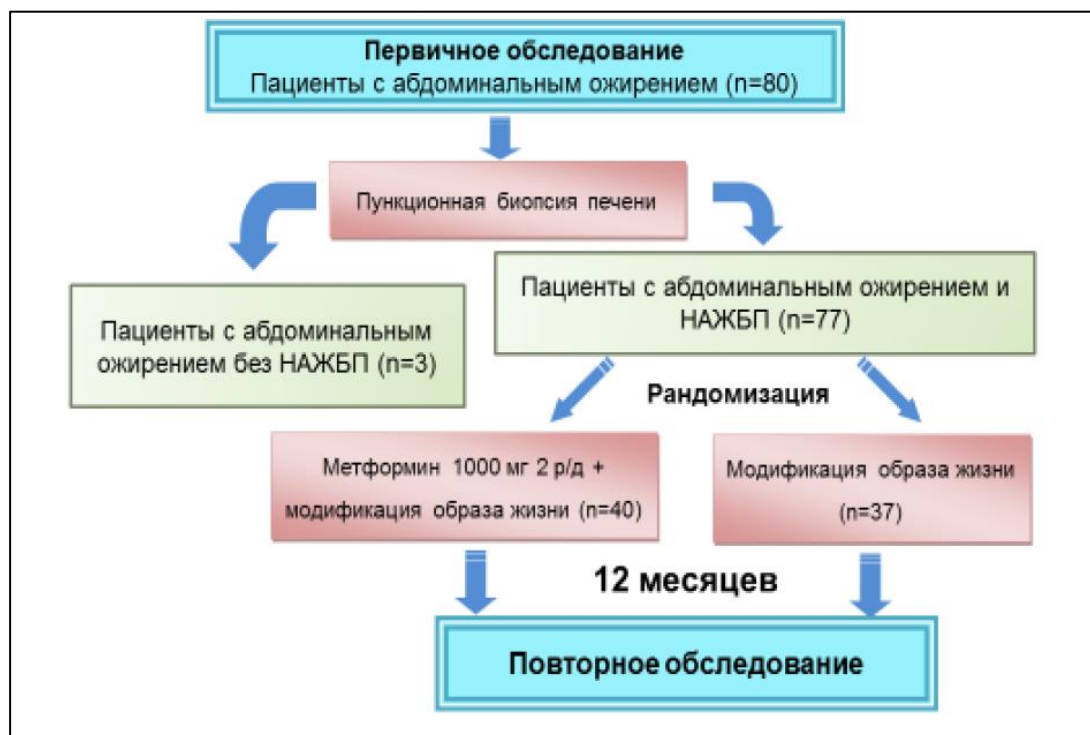 Первичное обследование
Пациенты с абдоминальным ожирением (n=80)
Пункционная биопсия печени
Пациенты с абдоминальным
ожирением без НАЖБП (n=3)
Пациенты с абдоминальным ожирением и
НАЖБП (n=77)
Рандомизация
Метформин 1000 мг 2 р/д +
модификация образа жизни (n=40)
Модификация образа жизни
(n=37)
12 месяцев
Повторное обследование